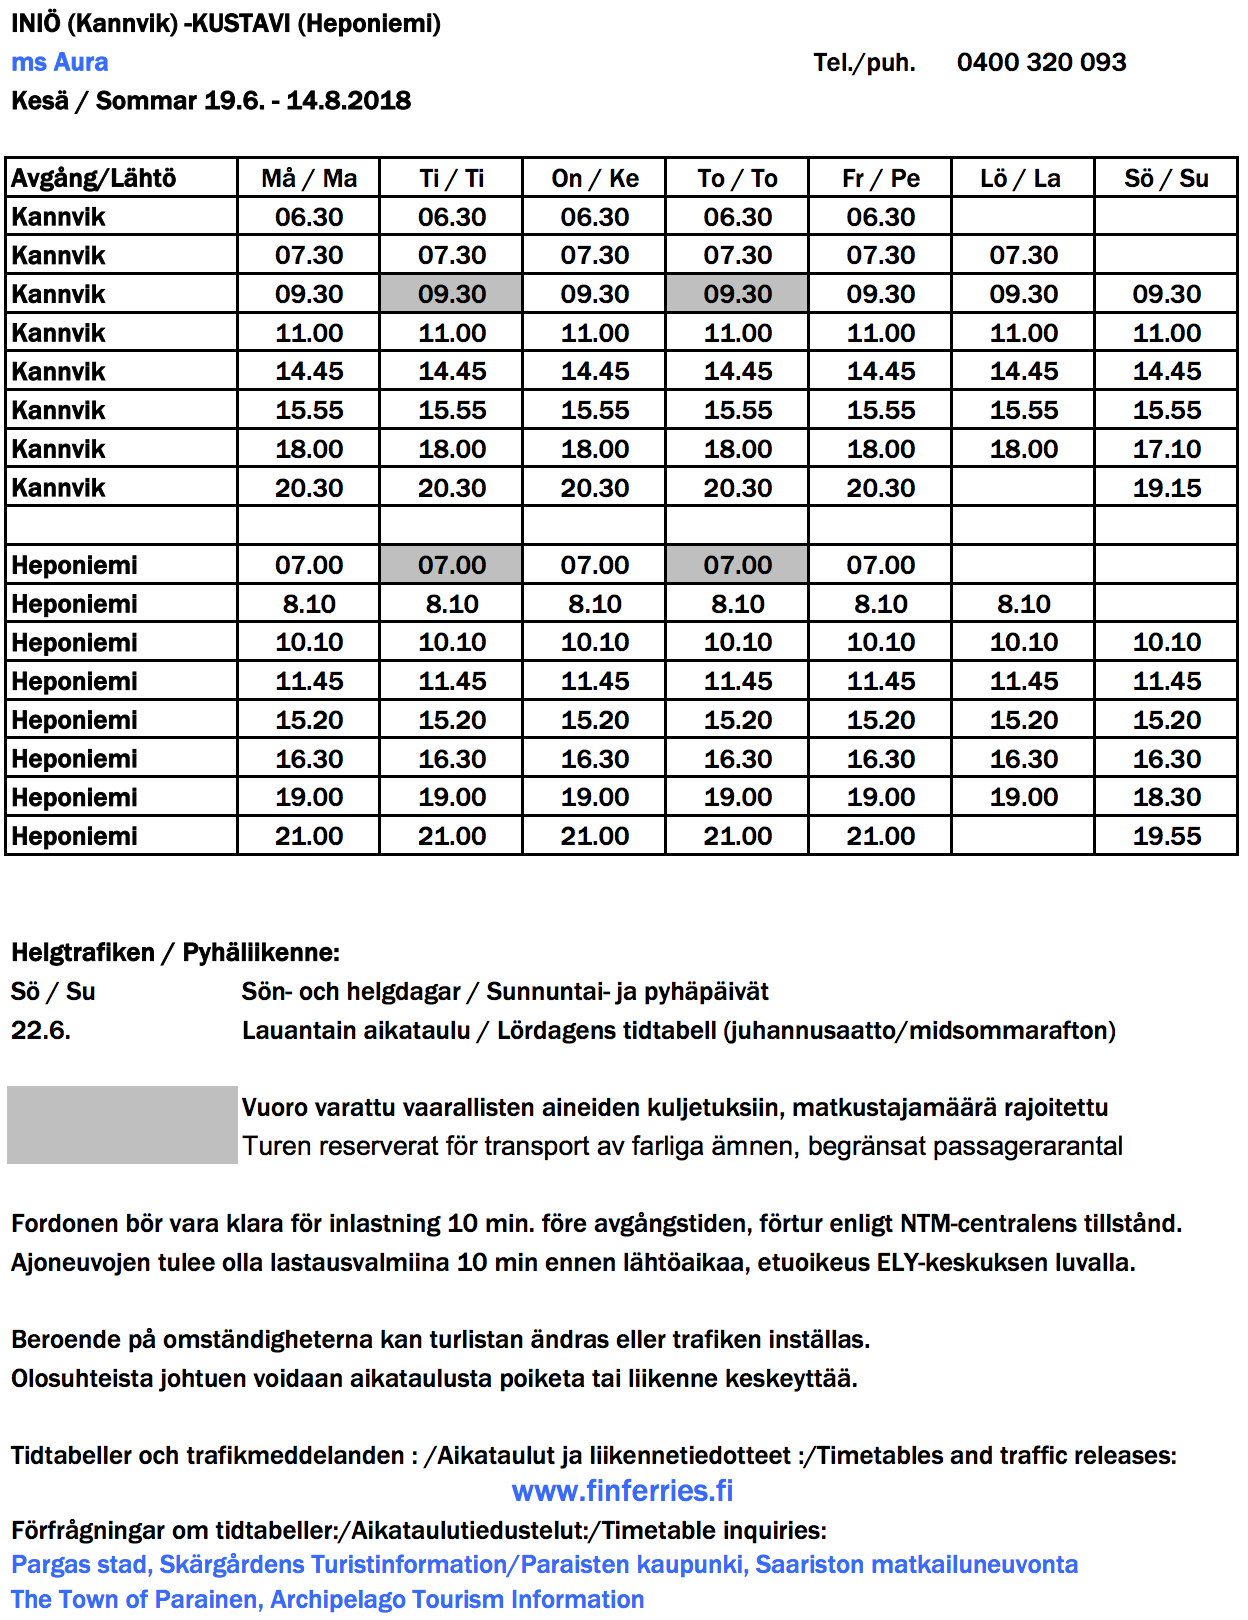 INIÖ (Kannvik) -KUSTAVI (Heponiemi)
ms Aura Tel./puh. 0400 320 093
Kesä / Sommar 19.6. - 14.8.2018
Avgång/Lähtö Må / Ma Ti / Ti On / Ke To / To Fr / Pe Lö / La Sö / Su
Kannvik 06.30 06.30 06.30 06.30 06.30
Kannvik 07.30 07.30 07.30 07.30 07.30 07.30
Kannvik 09.30 09.30 09.30 09.30 09.30 09.30 09.30
Kannvik 11.00 11.00 11.00 11.00 11.00 11.00 11.00
Kannvik 14.45 14.45 14.45 14.45 14.45 14.45 14.45
Kannvik 15.55 15.55 15.55 15.55 15.55 15.55 15.55
Kannvik 18.00 18.00 18.00 18.00 18.00 18.00 17.10
Kannvik 20.30 20.30 20.30 20.30 20.30 19.15
Heponiemi 07.00 07.00 07.00 07.00 07.00
Heponiemi 8.10 8.10 8.10 8.10 8.10 8.10
Heponiemi 10.10 10.10 10.10 10.10 10.10 10.10 10.10
Heponiemi 11.45 11.45 11.45 11.45 11.45 11.45 11.45
Heponiemi 15.20 15.20 15.20 15.20 15.20 15.20 15.20
Heponiemi 16.30 16.30 16.30 16.30 16.30 16.30 16.30
Heponiemi 19.00 19.00 19.00 19.00 19.00 19.00 18.30
Heponiemi 21.00 21.00 21.00 21.00 21.00 19.55
Helgtrafiken / Pyhäliikenne:
Sö / Su Sön- och helgdagar / Sunnuntai- ja pyhäpäivät
22.6. Lauantain aikataulu / Lördagens tidtabell (juhannusaatto/midsommarafton)
Vuoro varattu vaarallisten aineiden kuljetuksiin, matkustajamäärä rajoitettu
Turen reserverat för transport av farliga ämnen, begränsat passagerarantal
Fordonen bör vara klara för inlastning 10 min. före avgångstiden, förtur enligt NTM-centralens tillstånd.
Ajoneuvojen tulee olla lastausvalmiina 10 min ennen lähtöaikaa, etuoikeus ELY-keskuksen luvalla.
Beroende på omständigheterna kan turlistan ändras eller trafiken inställas.
Olosuhteista johtuen voidaan aikataulusta poiketa tai liikenne keskeyttää.
Tidtabeller och trafikmeddelanden : /Aikataulut ja liikennetiedotteet :/Timetables and traffic releases:
www.finferries.fi
Förfrågningar om tidtabeller:/Aikataulutiedustelut:/Timetable inquiries:
Pargas stad, Skärgårdens Turistinformation/Paraisten kaupunki, Saariston matkailuneuvonta
The Town of Parainen, Archipelago Tourism Information